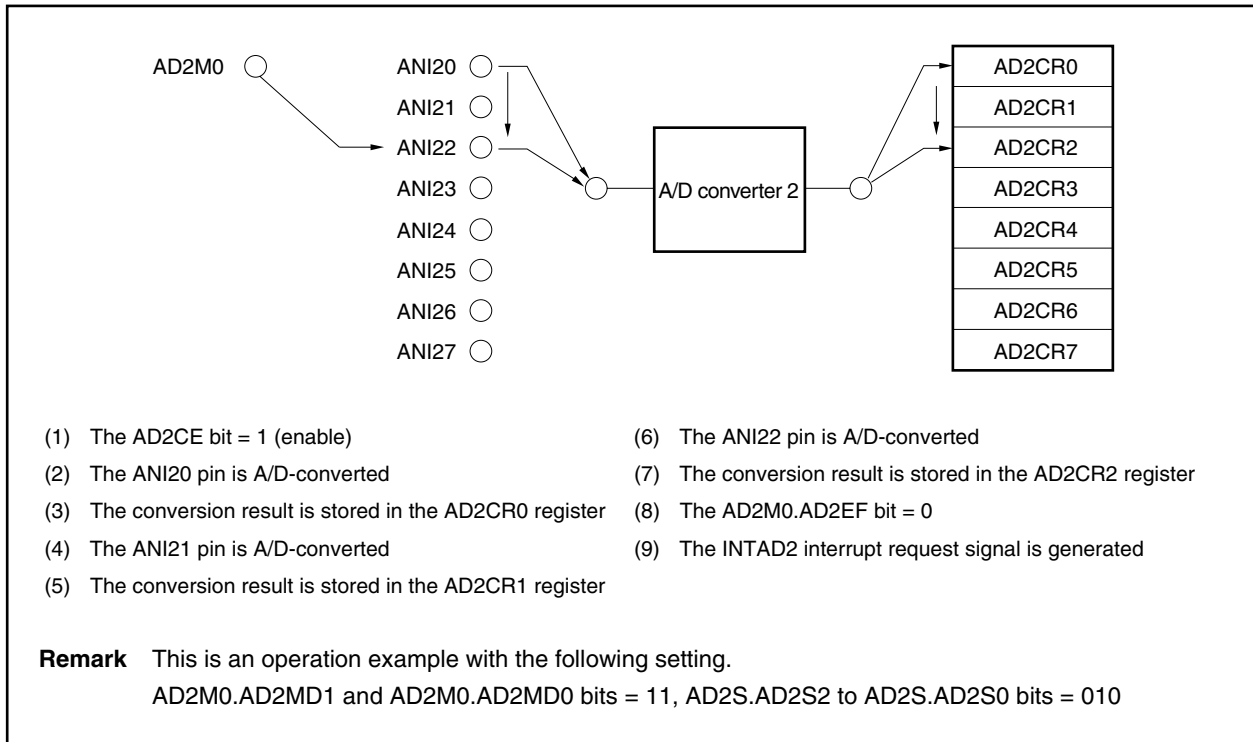 AD2M0
ANI20
ANI21
ANI22
ANI23
ANI24
ANI25
ANI26
ANI27
A/D converter 2
AD2CR0
AD2CR1
AD2CR2
AD2CR3
AD2CR4
AD2CR5
AD2CR6
AD2CR7
(1) The AD2CE bit = 1 (enable)
(2) The ANI20 pin is A/D-converted
(3) The conversion result is stored in the AD2CR0 register
(4) The ANI21 pin is A/D-converted
(5) The conversion result is stored in the AD2CR1 register
(6) The ANI22 pin is A/D-converted
(7) The conversion result is stored in the AD2CR2 register
(8) The AD2M0.AD2EF bit = 0
(9) The INTAD2 interrupt request signal is generated
Remark This is an operation example with the following setting.
AD2M0.AD2MD1 and AD2M0.AD2MD0 bits = 11, AD2S.AD2S2 to AD2S.AD2S0 bits = 010